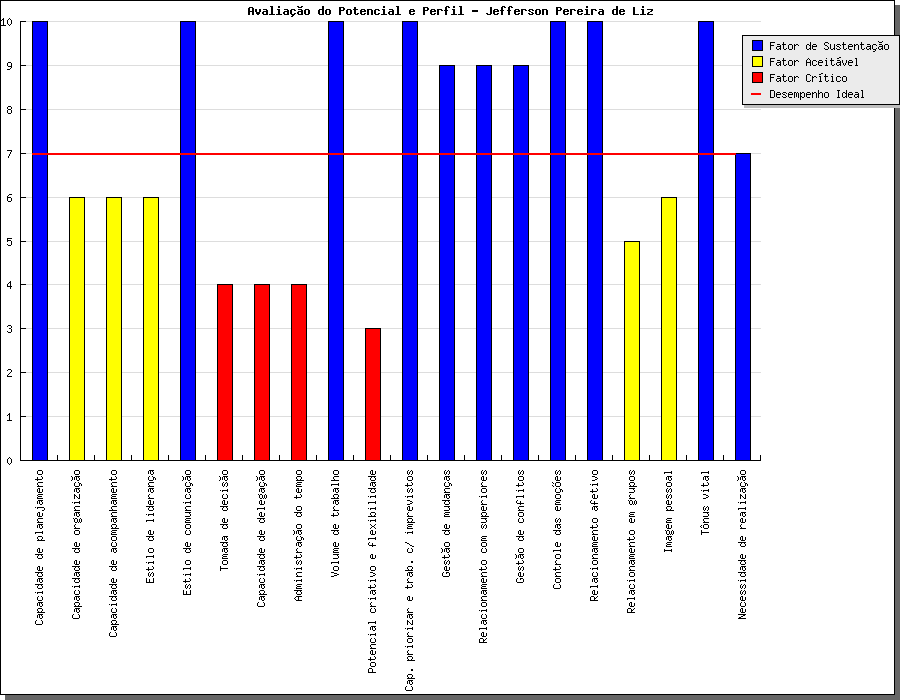 Avaliação do Potencial e Perfil - Jefferson Pereira de Liz
Fator de Sustentação
Fator Aceitável
Fator Crítico
Desempenho Ideal
10
9
8
7
6
5
4
3
2
1
0
Capacidade de planejamento
Capacidade de organização
Capacidade de acompanhamento
Estilo de liderança
Estilo de comunicação
Tomada de decisão
Capacidade de delegação
Administração do tempo
Volume de trabalho
Potencial criativo e flexibilidade
Cap. priorizar e trab. c/ imprevistos
Gestão de mudanças
Relacionamento com superiores
Gestão de conflitos
Controle das emoções
Relacionamento afetivo
Relacionamento em grupos
Imagem pessoal
Tônus vital
Necessidade de realização